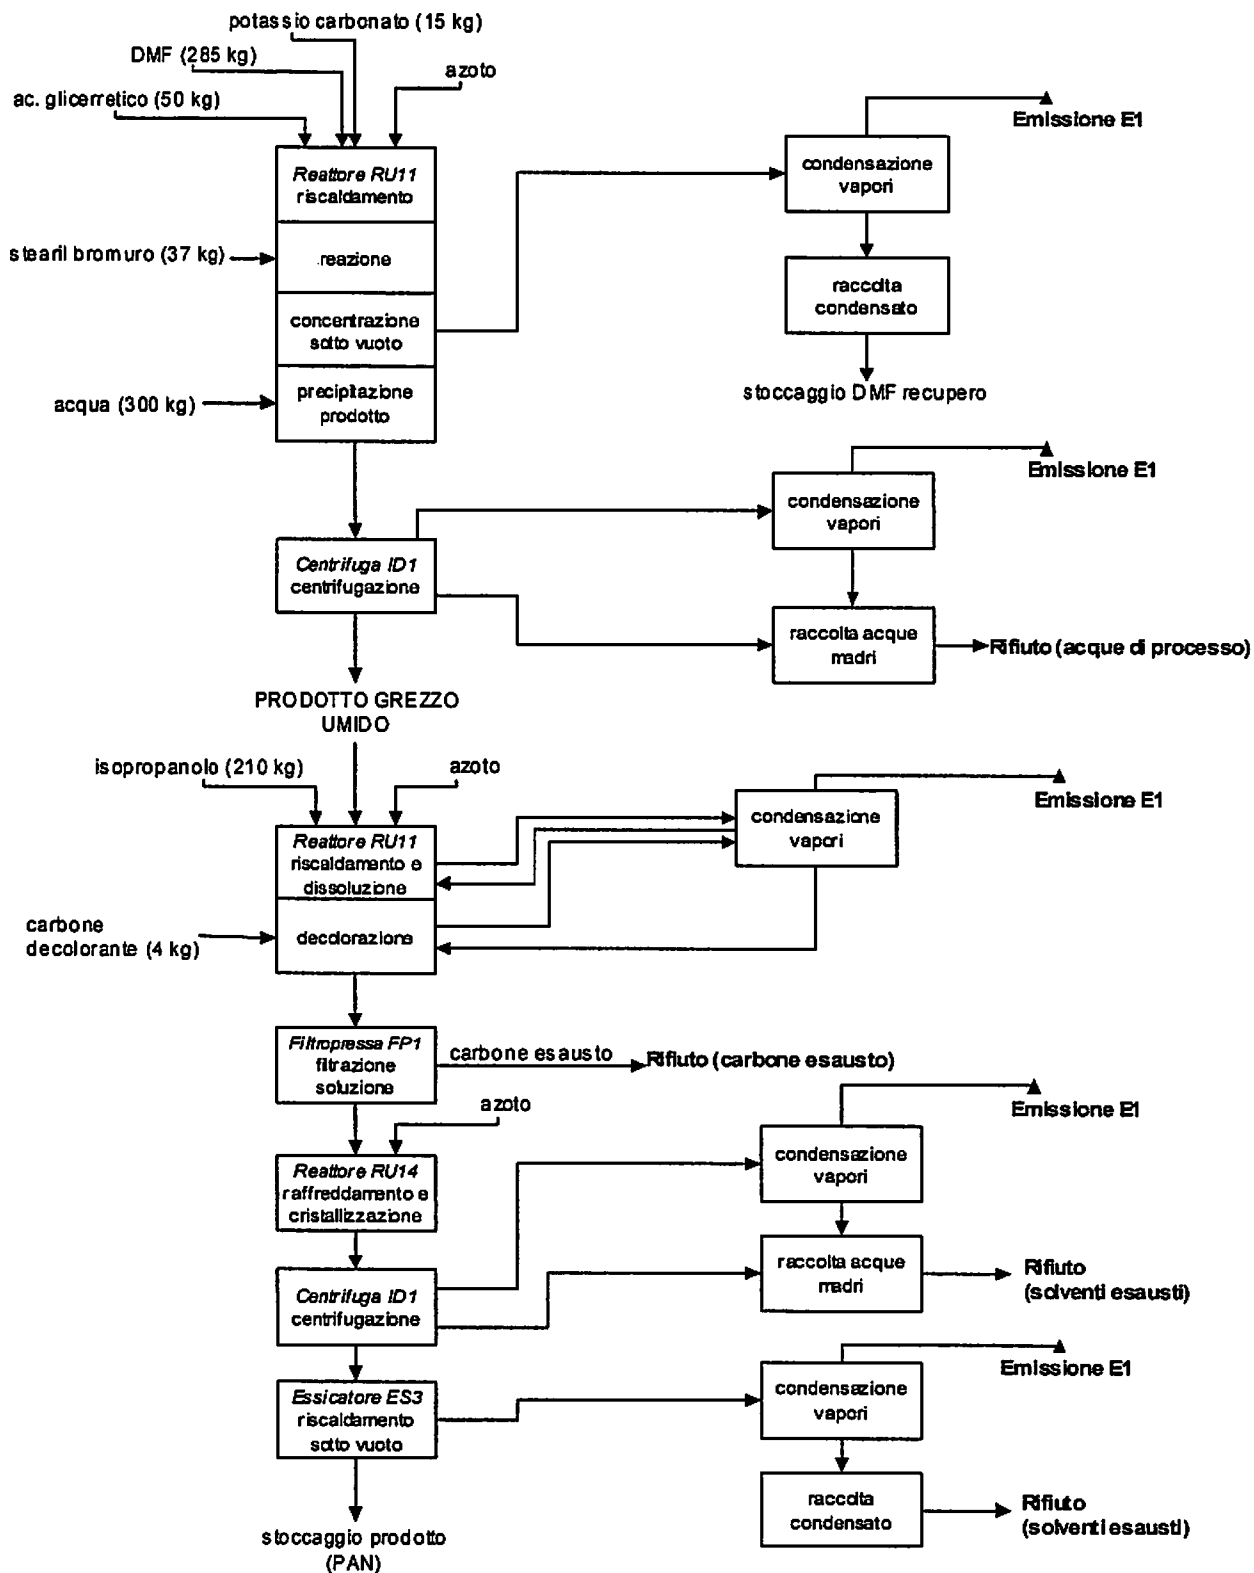 potassio carbonato (15 kg)
DMF (285 kg)
azoto
ac. glicerretico (50 kg)
Emissione E1
Reattore RU11
riscaldamento
condensazione
vapori
stearil bromuro (37 kg)
reazione
raccolta
condensato
concentrazione
sotto vuoto
stoccaggio DMF recupero
acqua (300 kg)
precipitazione
prodotto
Emissione E1
condensazione
vapori
Centrifuga ID1
centrifugazione
raccolta acque
madri
Rifiuto (acque di processo)
PRODOTTO GREZZO
UMIDO
isopropanolo (210 kg)
azoto
Emissione E1
condensazione
vapori
Reattore RU11
riscaldamento e
dissoluzione
carbone
decolorante (4 kg)
decolorazione
Filtropressa FP1
filtrazione
soluzione
carbone esausto
Rifiuto (carbone esausto)
azoto
Emissione E1
condensazione
vapori
Reattore RU14
raffreddamento e
cristallizzazione
raccolta acque
madri
Rifiuto
(solventi esausti)
Centrifuga ID1
centrifugazione
Emissione E1
condensazione
vapori
Essicatore ES3
riscaldamento
sotto vuoto
raccolta
condensato
Rifiuto
(solventi esausti)
stoccaggio prodotto
(PAN)